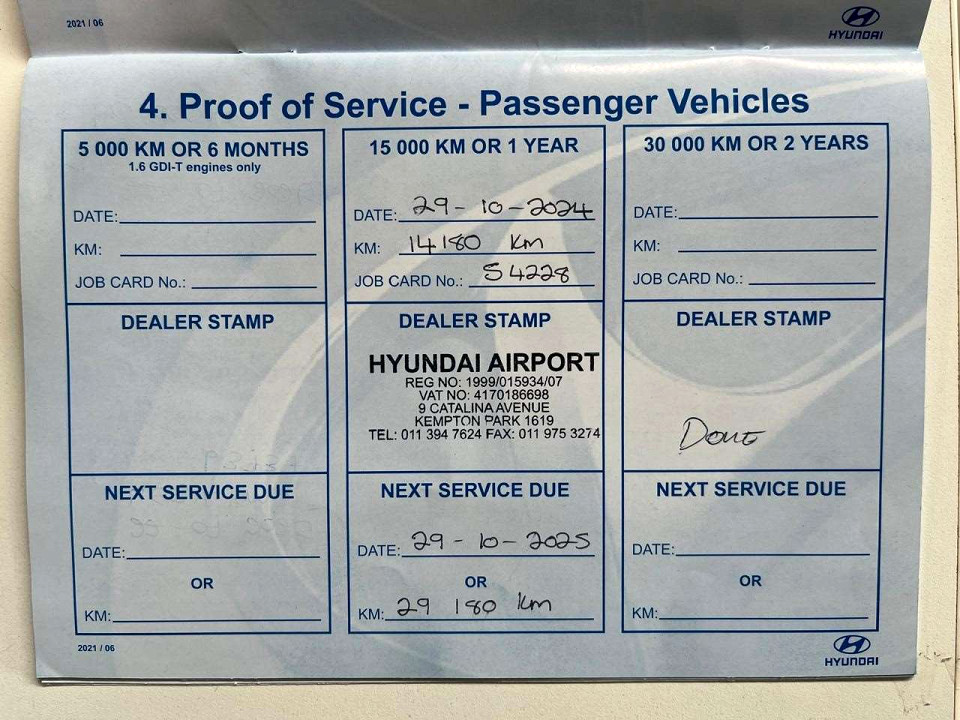 2021 / 06
HYUNDAI
4. Proof of Service - Passenger Vehicles
5 000 KM OR 6 MONTHS
1.6 GDI-T engines only
DATE:
KM:
JOB CARD No.:
DEALER STAMP
NEXT SERVICE DUE
DATE:
OR
KM:
15 000 KM OR 1 YEAR
DATE: 29-10-2024
KM: 14180 Km
JOB CARD No.: S4228
DEALER STAMP
HYUNDAI AIRPORT
REG NO: 1999/015934/07
VAT NO: 4170186698
9 CATALINA AVENUE
KEMPTON PARK 1619
TEL: 011 394 7624 FAX: 011 975 3274
NEXT SERVICE DUE
DATE: 29-10-2025
OR
KM: 29 180 Km
30 000 KM OR 2 YEARS
DATE:
KM:
JOB CARD No.:
DEALER STAMP
Done
NEXT SERVICE DUE
DATE:
OR
KM:
2021 / 06
HYUNDAI